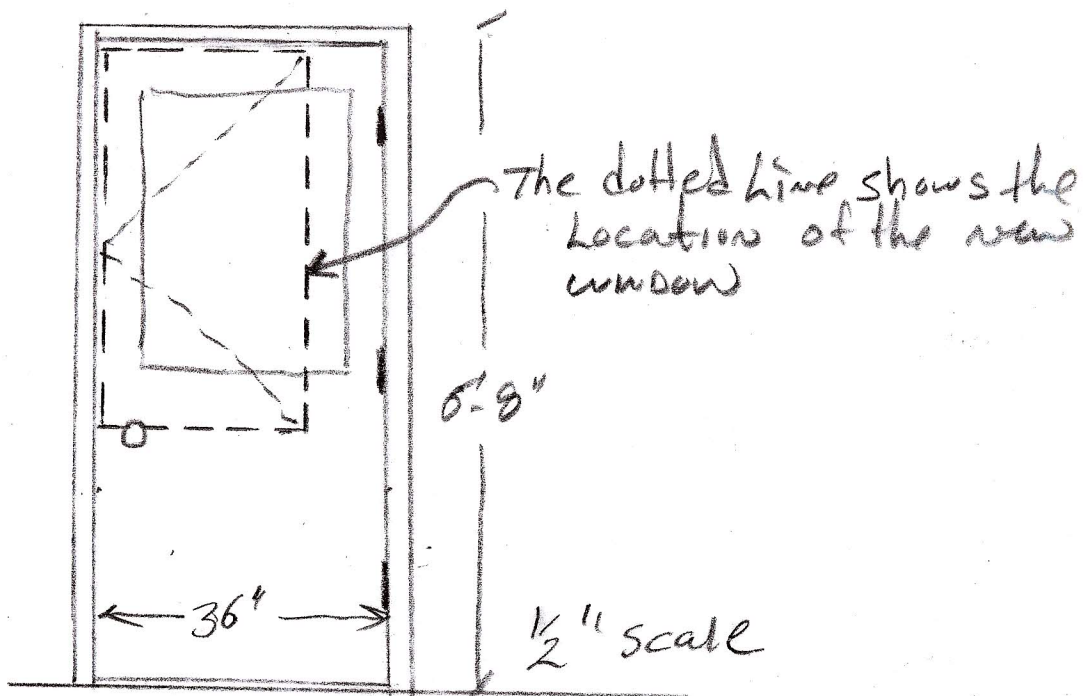 The dotted Line shows the
Location of the new
window
6'-8"
36"
1/2" scale